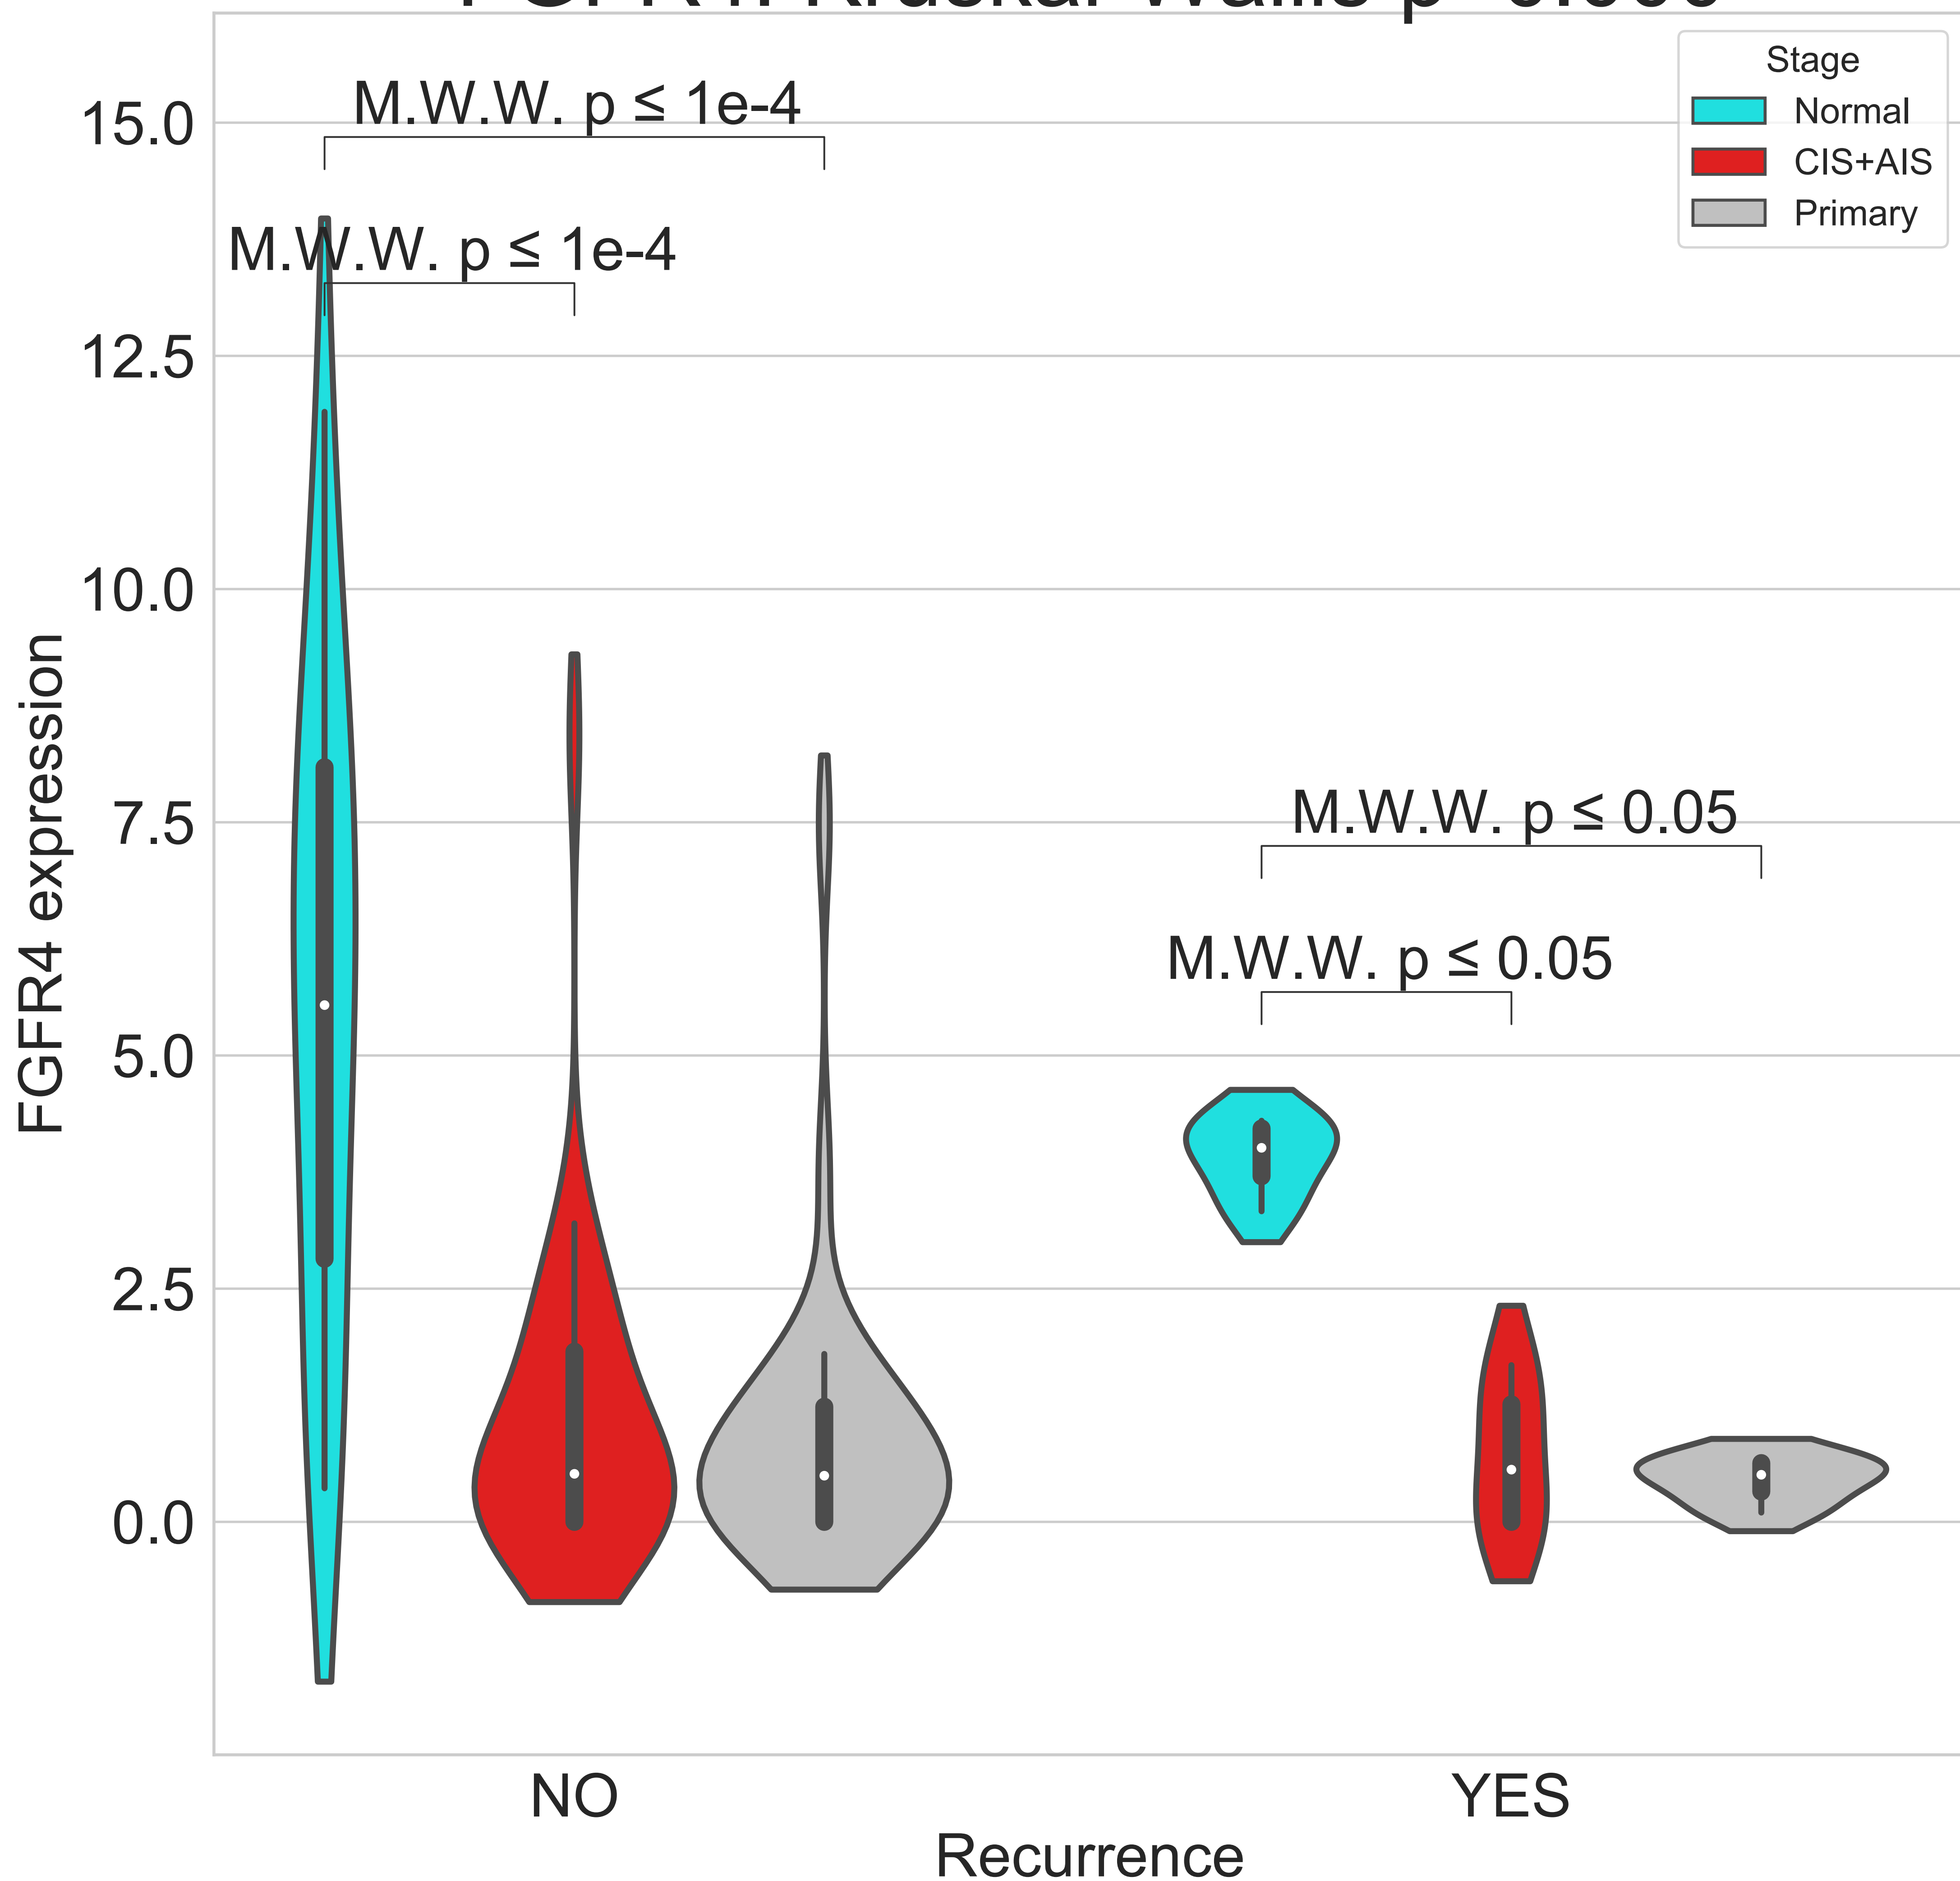 M.W.W. p ≤ 1e-4
M.W.W. p ≤ 1e-4
M.W.W. p ≤ 0.05
M.W.W. p ≤ 0.05
Stage
Normal
CIS+AIS
Primary
FGFR4 expression
15.0
12.5
10.0
7.5
5.0
2.5
0.0
NO
YES
Recurrence